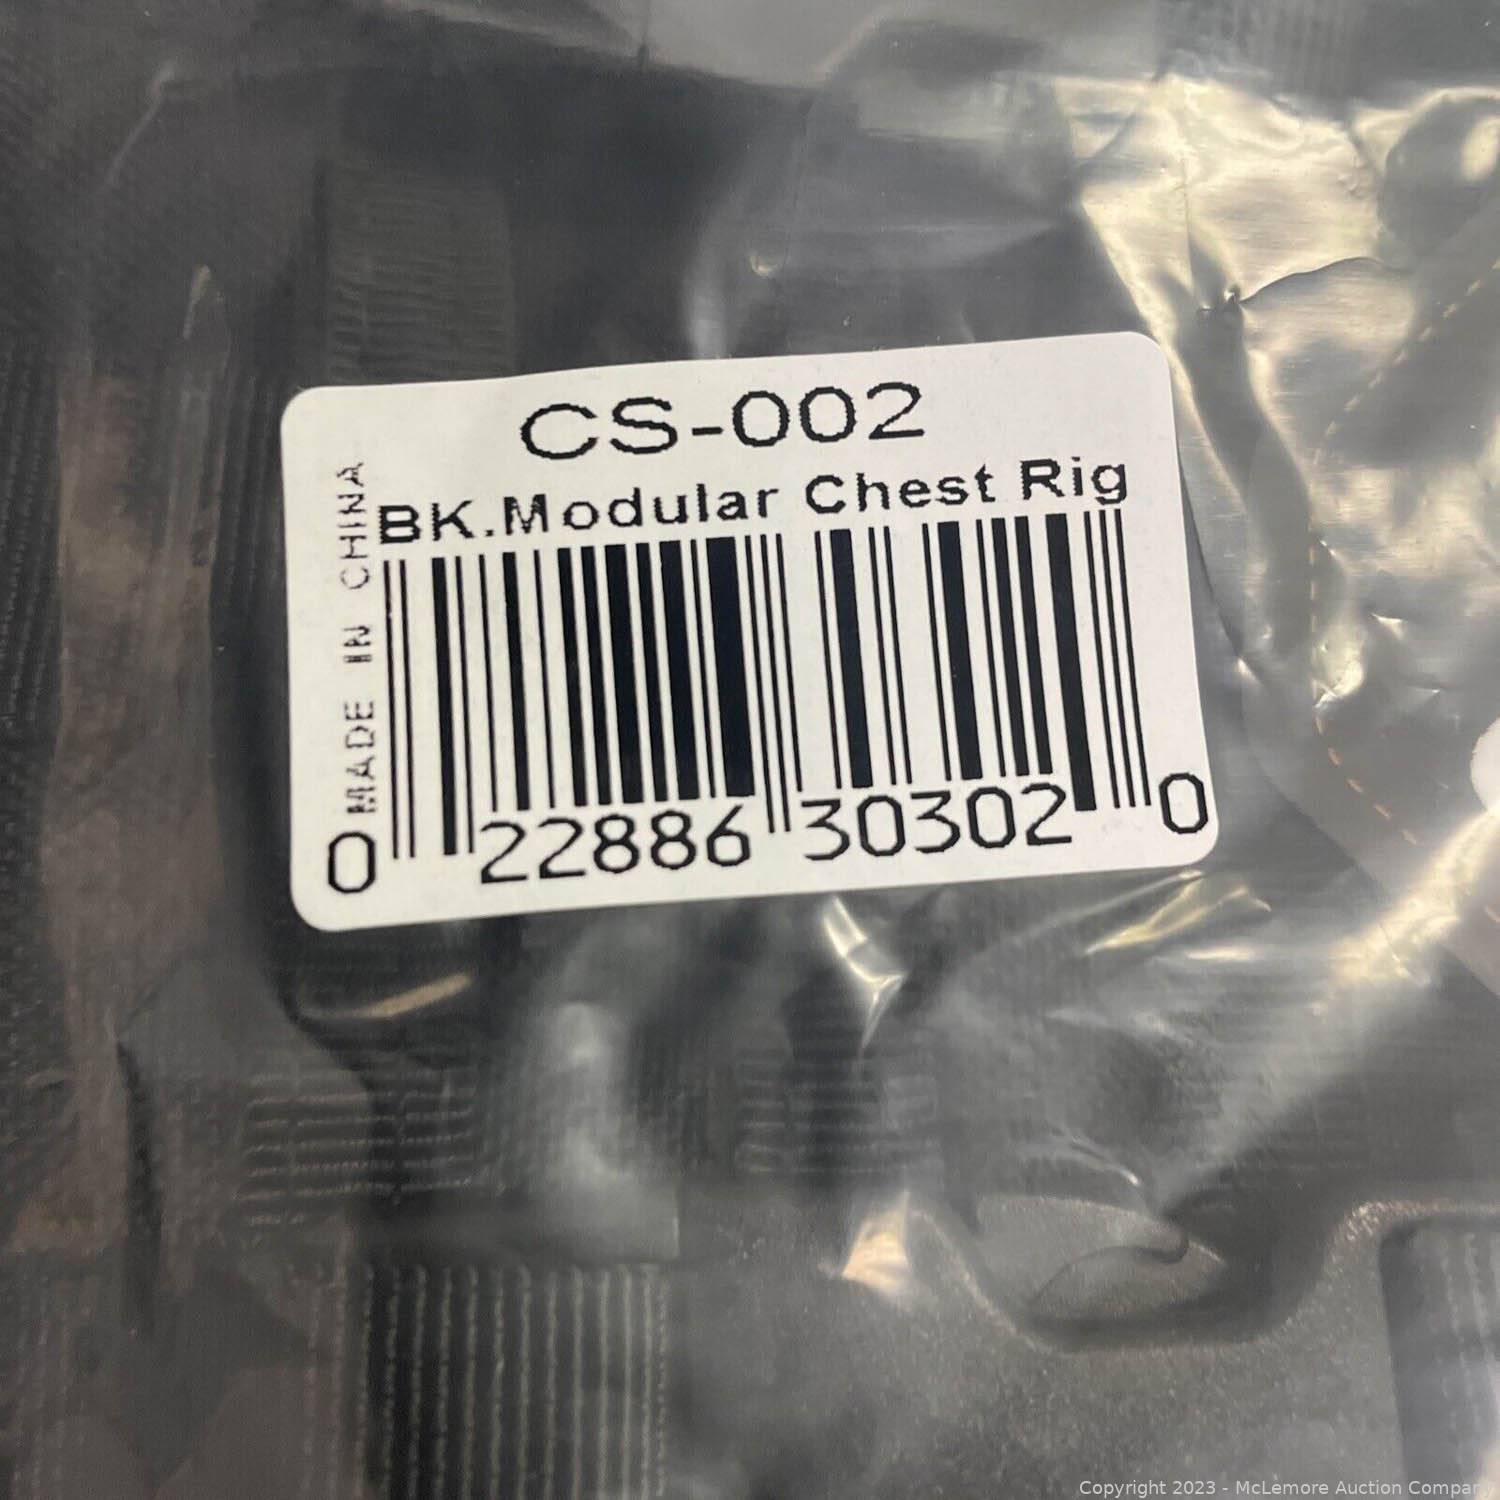 CS-002
BK.Modular Chest Rig
MADE IN CHINA
0 22886 30302 0
Copyright 2023 - McLemore Auction Company